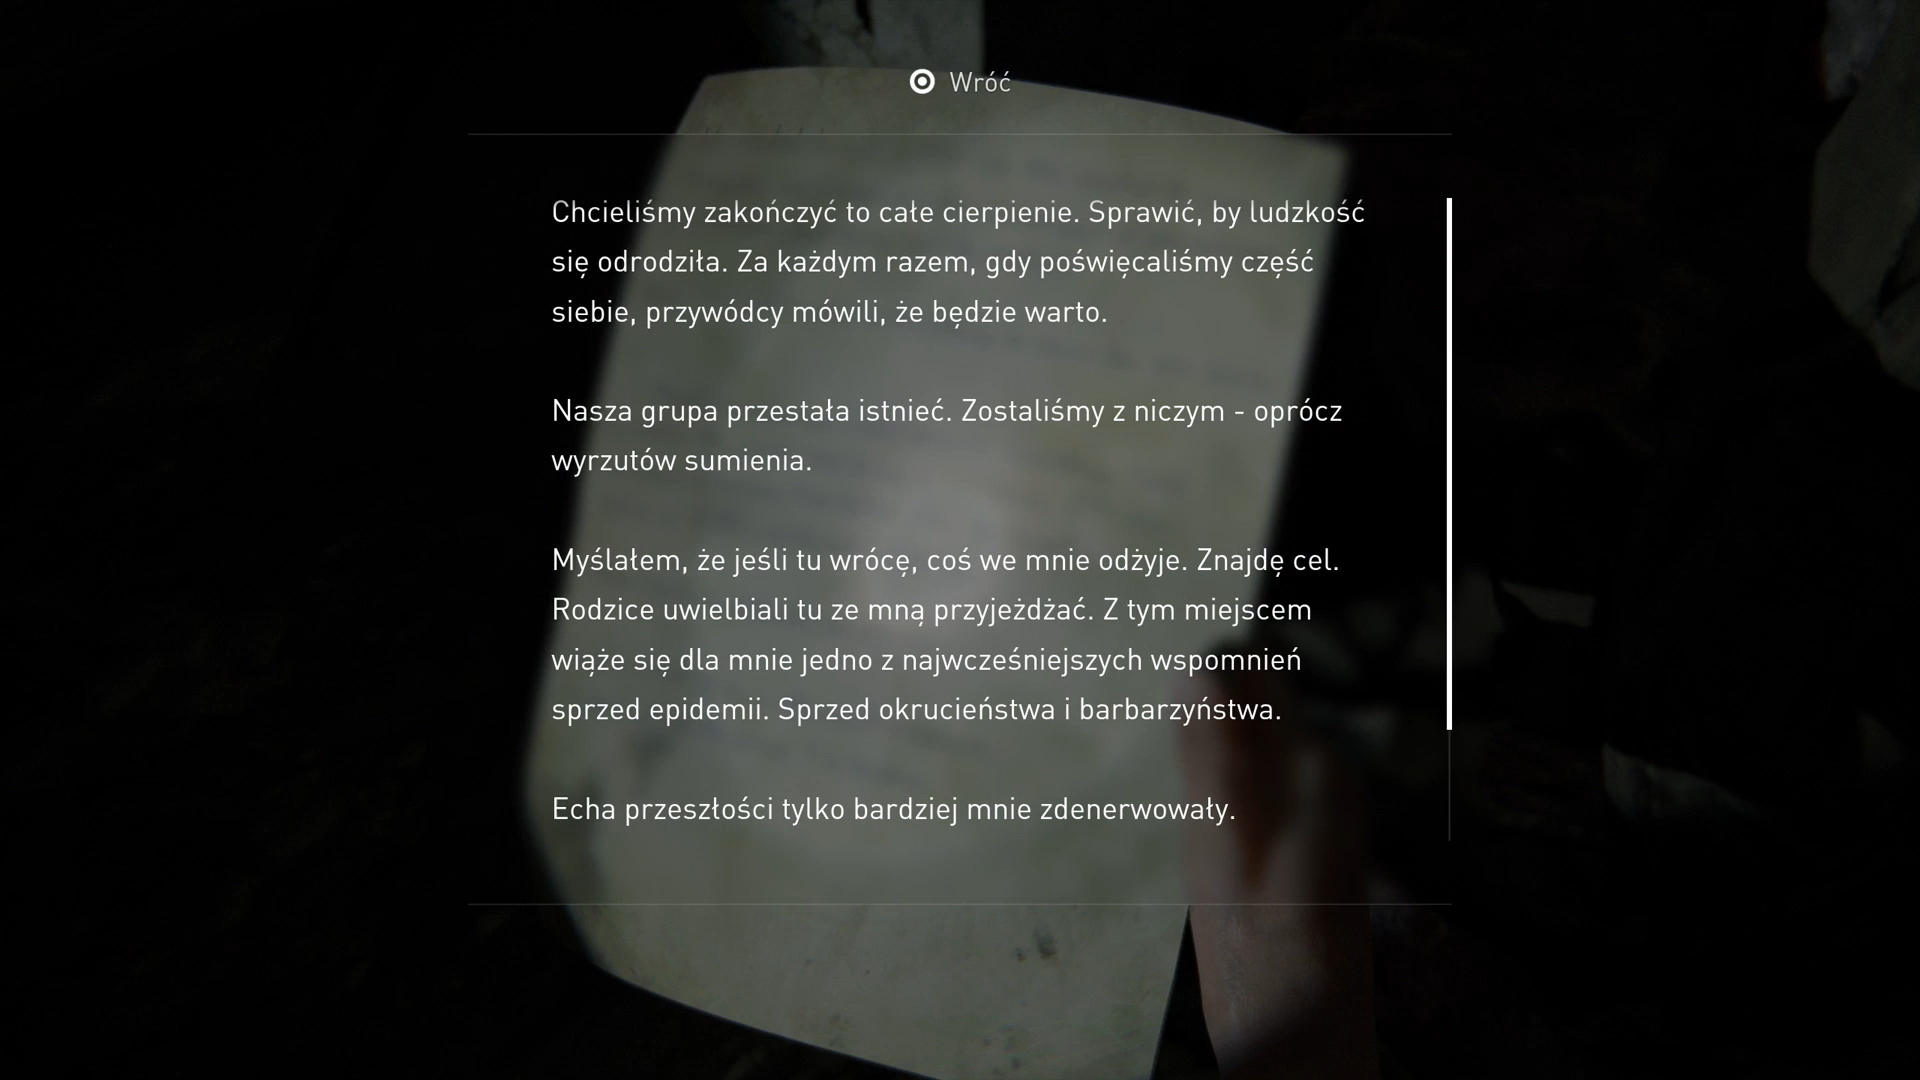 Wróć
Chcieliśmy zakończyć to całe cierpienie. Sprawić, by ludzkość
się odrodziła. Za każdym razem, gdy poświęcaliśmy część
siebie, przywódcy mówili, że będzie warto.
Nasza grupa przestała istnieć. Zostaliśmy z niczym - oprócz
wyrzutów sumienia.
Myślałem, że jeśli tu wrócę, coś we mnie odżyje. Znajdę cel.
Rodzice uwielbiali tu ze mną przyjeżdżać. Z tym miejscem
wiąże się dla mnie jedno z najwcześniejszych wspomnień
sprzed epidemii. Sprzed okrucieństwa i barbarzyństwa.
Echa przeszłości tylko bardziej mnie zdenerwowały.